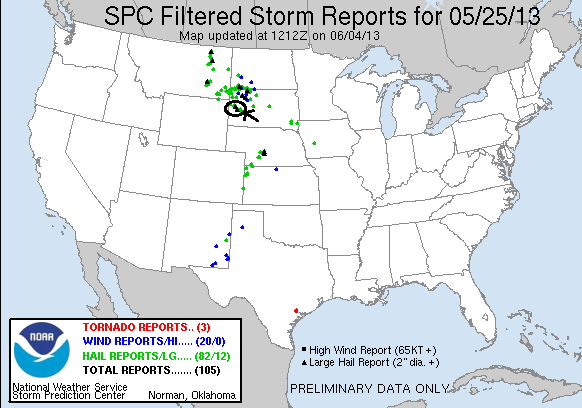 SPC Filtered Storm Reports for 05/25/13
Map updated at 1212Z on 06/04/13
TORNADO REPORTS.. (3)
WIND REPORTS/HI..... (20/0)
HAIL REPORTS/LG..... (82/12)
TOTAL REPORTS....... (105)
NOAA
National Weather Service
Storm Prediction Center Norman, Oklahoma
High Wind Report (65KT +)
Large Hail Report (2" dia. +)
PRELIMINARY DATA ONLY